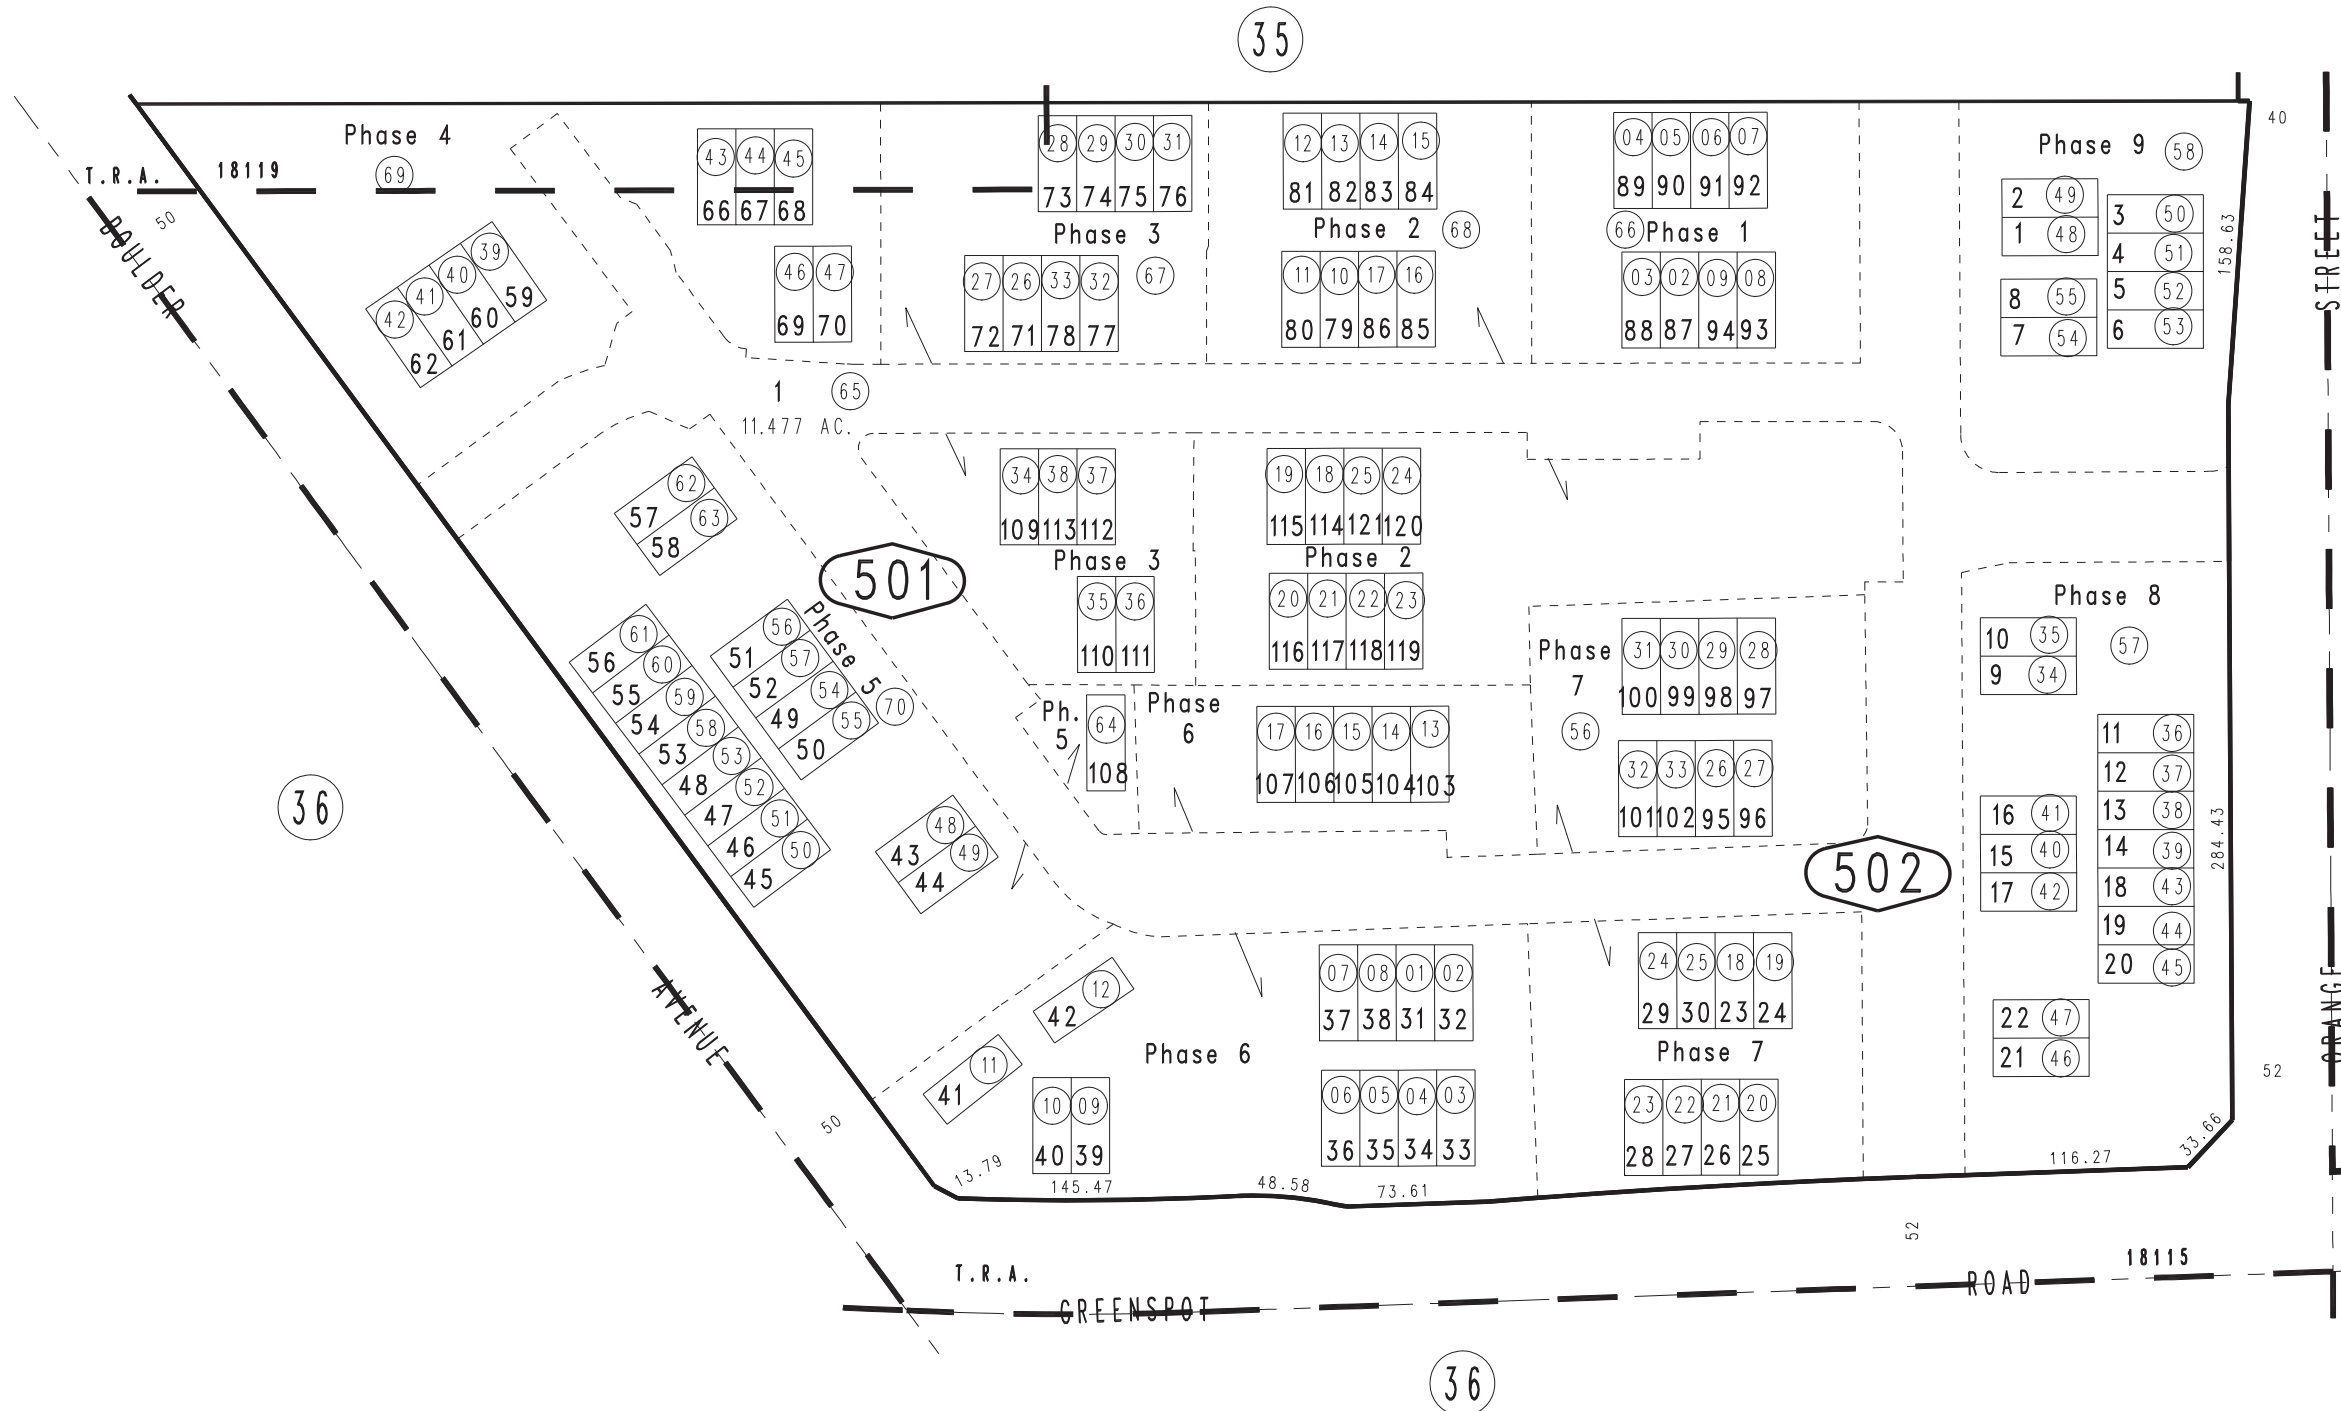 35
40
Phase 4
69
T.R.A. 18119
50
BOULDER
43 44 45
66 67 68
28 29 30 31
73 74 75 76
Phase 3
12 13 14 15
81 82 83 84
Phase 2 68
04 05 06 07
89 90 91 92
66 Phase 1
Phase 9 58
2 49
1 48
3 50
4 51
5 52
6 53
8 55
7 54
158.63
STREET
39
40
41
42
59
60
61
62
46 47
69 70
27 26 33 32
72 71 78 77
67
11 10 17 16
80 79 86 85
03 02 09 08
88 87 94 93
1 65
11.477 AC.
57 62
58 63
34 38 37
109 113 112
Phase 3
35 36
110 111
19 18 25 24
115 114 121 120
Phase 2
20 21 22 23
116 117 118 119
501
56 61
55 60
54 59
53 58
48 53
47 52
46 51
45 50
51 56
52 57
49 54
50 55
Phase 5
70
43 48
44 49
Ph.
5
64
108
Phase
6
17 16 15 14 13
107 106 105 104 103
Phase
7
56
31 30 29 28
100 99 98 97
32 33 26 27
101 102 95 96
502
Phase 8
57
10 35
9 34
11 36
12 37
13 38
14 39
18 43
19 44
20 45
16 41
15 40
17 42
22 47
21 46
284.43
ORANGE
52
36
AVENUE
50
42 12
41 11
10 09
40 39
Phase 6
07 08 01 02
37 38 31 32
06 05 04 03
36 35 34 33
24 25 18 19
29 30 23 24
Phase 7
23 22 21 20
28 27 26 25
13.79
145.47
48.58
73.61
116.27
33.66
52
T.R.A. 18115
GREENSPOT ROAD
36